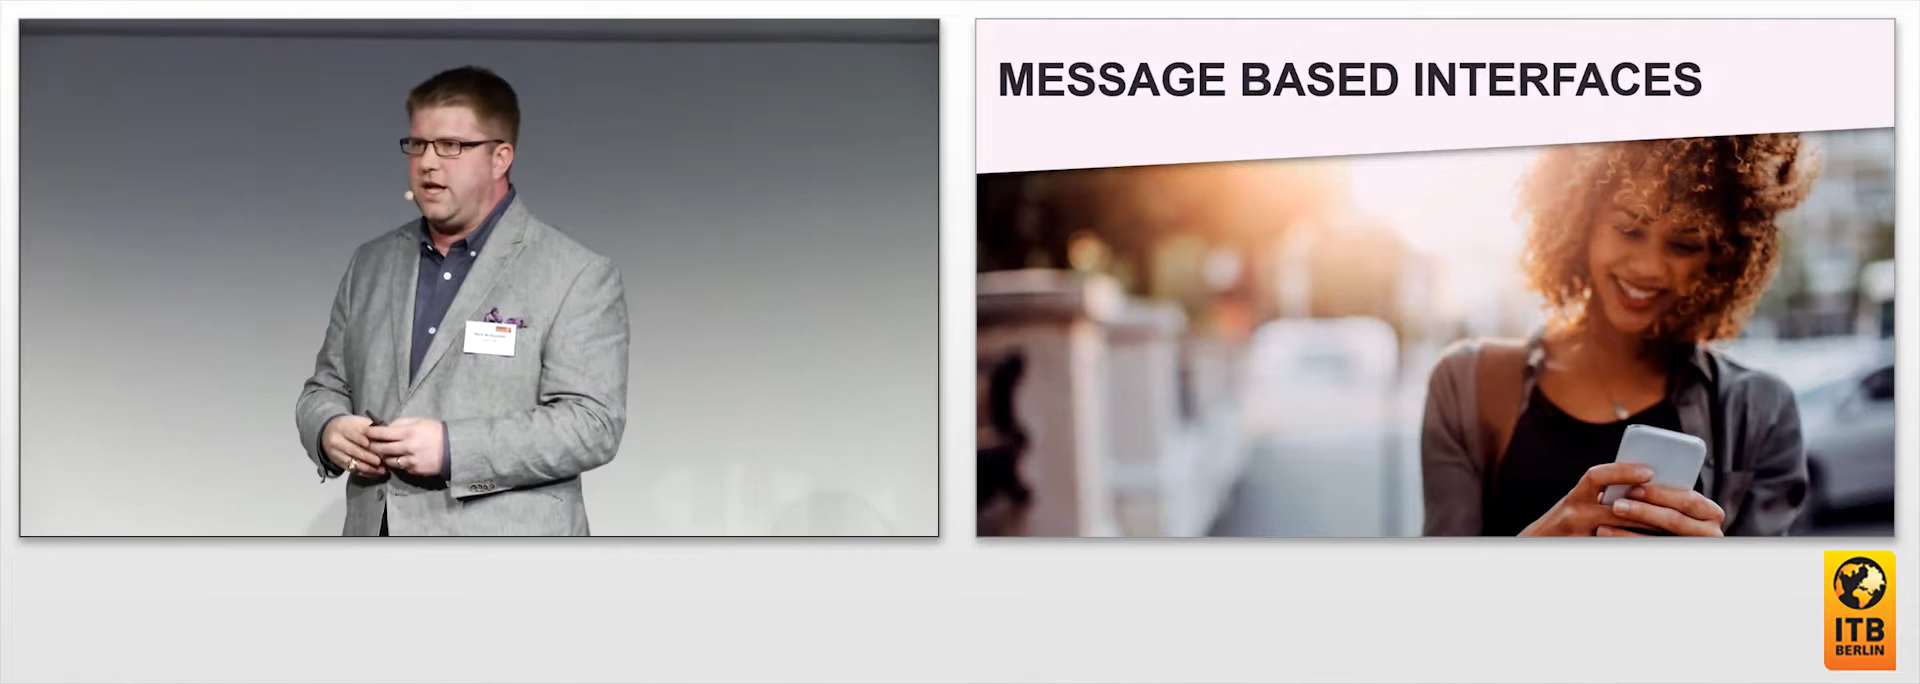 MESSAGE BASED INTERFACES
ITB
BERLIN